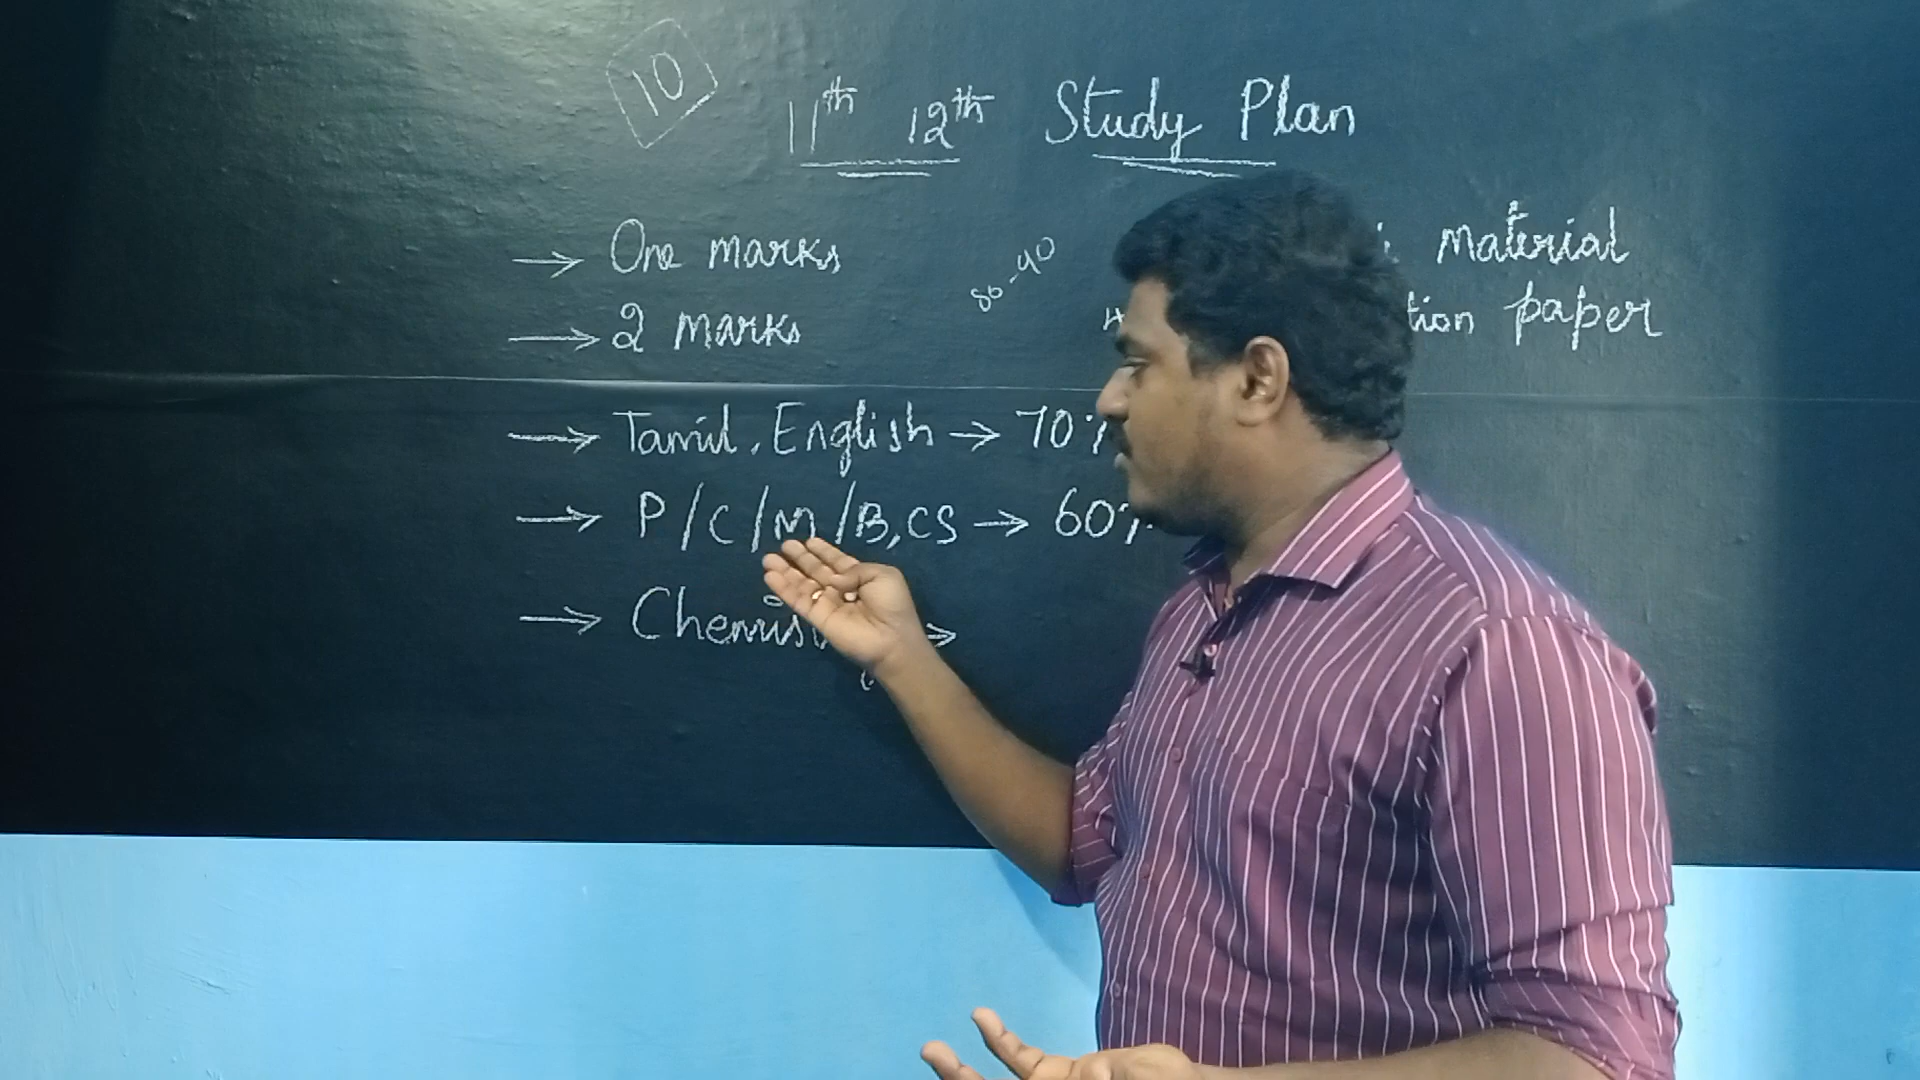 10
11th 12th Study Plan
→ One marks
80-90
material
→ 2 marks
tion paper
→ Tamil, English → 70%
→ P/C/M/B,CS → 60%
→ Chemis →